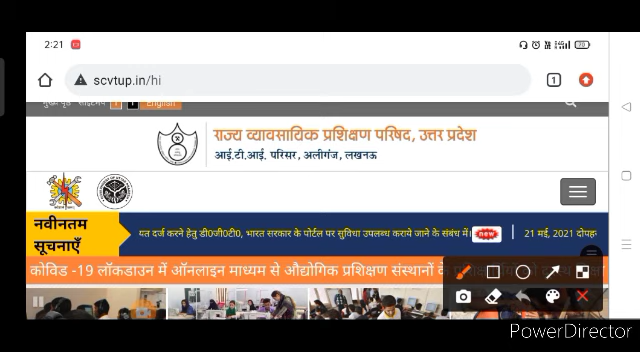 2:21
scvtup.in/hi
1
मुख्य पृष्ठ साइटमैप T T English
राज्य व्यावसायिक प्रशिक्षण परिषद, उत्तर प्रदेश
आई.टी.आई. परिसर, अलीगंज, लखनऊ
नवीनतम सूचनाएँ
यत दर्ज करने हेतु डी0जी0टी0, भारत सरकार के पोर्टल पर सुविधा उपलब्ध कराये जाने के संबंध में। new 21 मई, 2021 दोपह
कोविड -19 लॉकडाउन में ऑनलाइन माध्यम से औद्योगिक प्रशिक्षण संस्थानों
PowerDirector